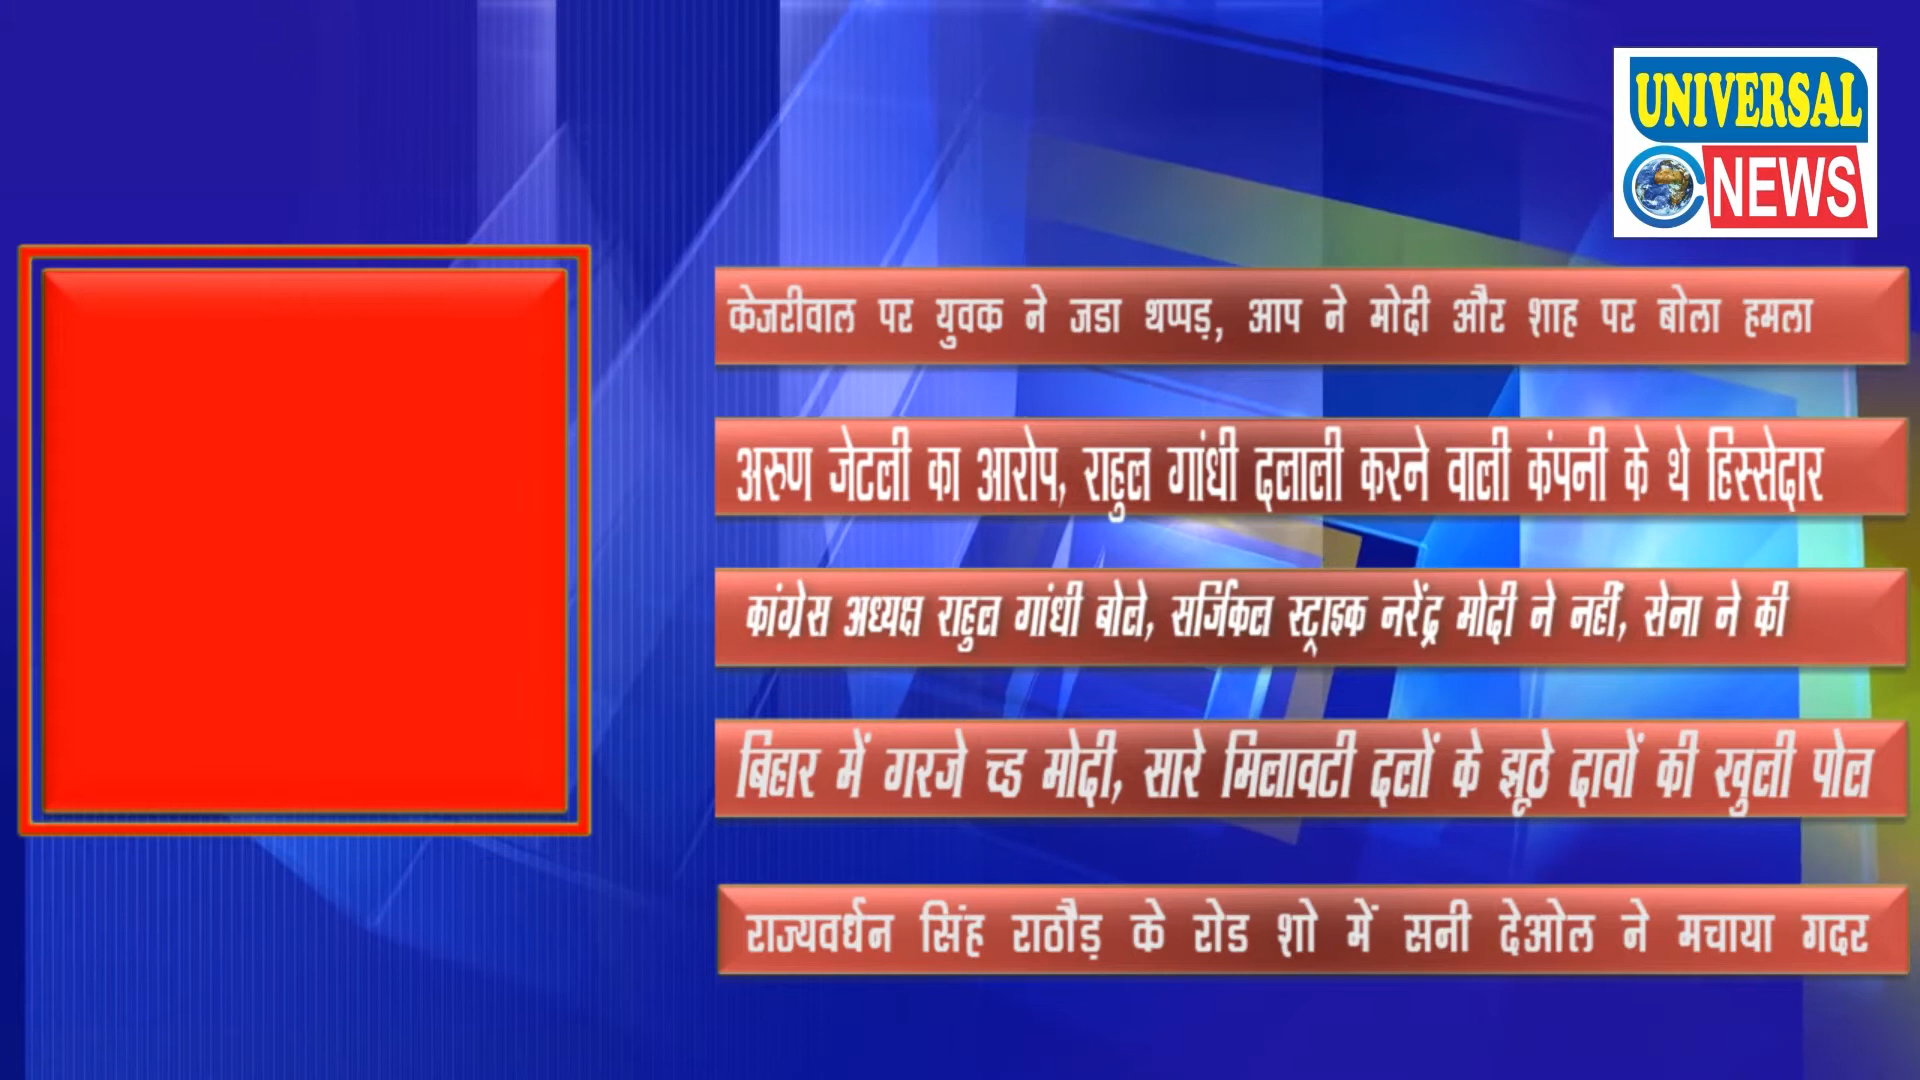 UNIVERSAL
NEWS
केजरीवाल पर युवक ने जडा थप्पड़, आप ने मोदी और शाह पर बोला हमला
अरुण जेटली का आरोप, राहुल गांधी दलाली करने वाली कंपनी के थे हिस्सेदार
कांग्रेस अध्यक्ष राहुल गांधी बोले, सर्जिकल स्ट्राइक नरेंद्र मोदी ने नहीं, सेना ने की
बिहार में गरजे च्ड मोदी, सारे मिलावटी दलों के झूठे दावों की खुली पोल
राज्यवर्धन सिंह राठौड़ के रोड शो में सनी देओल ने मचाया गदर